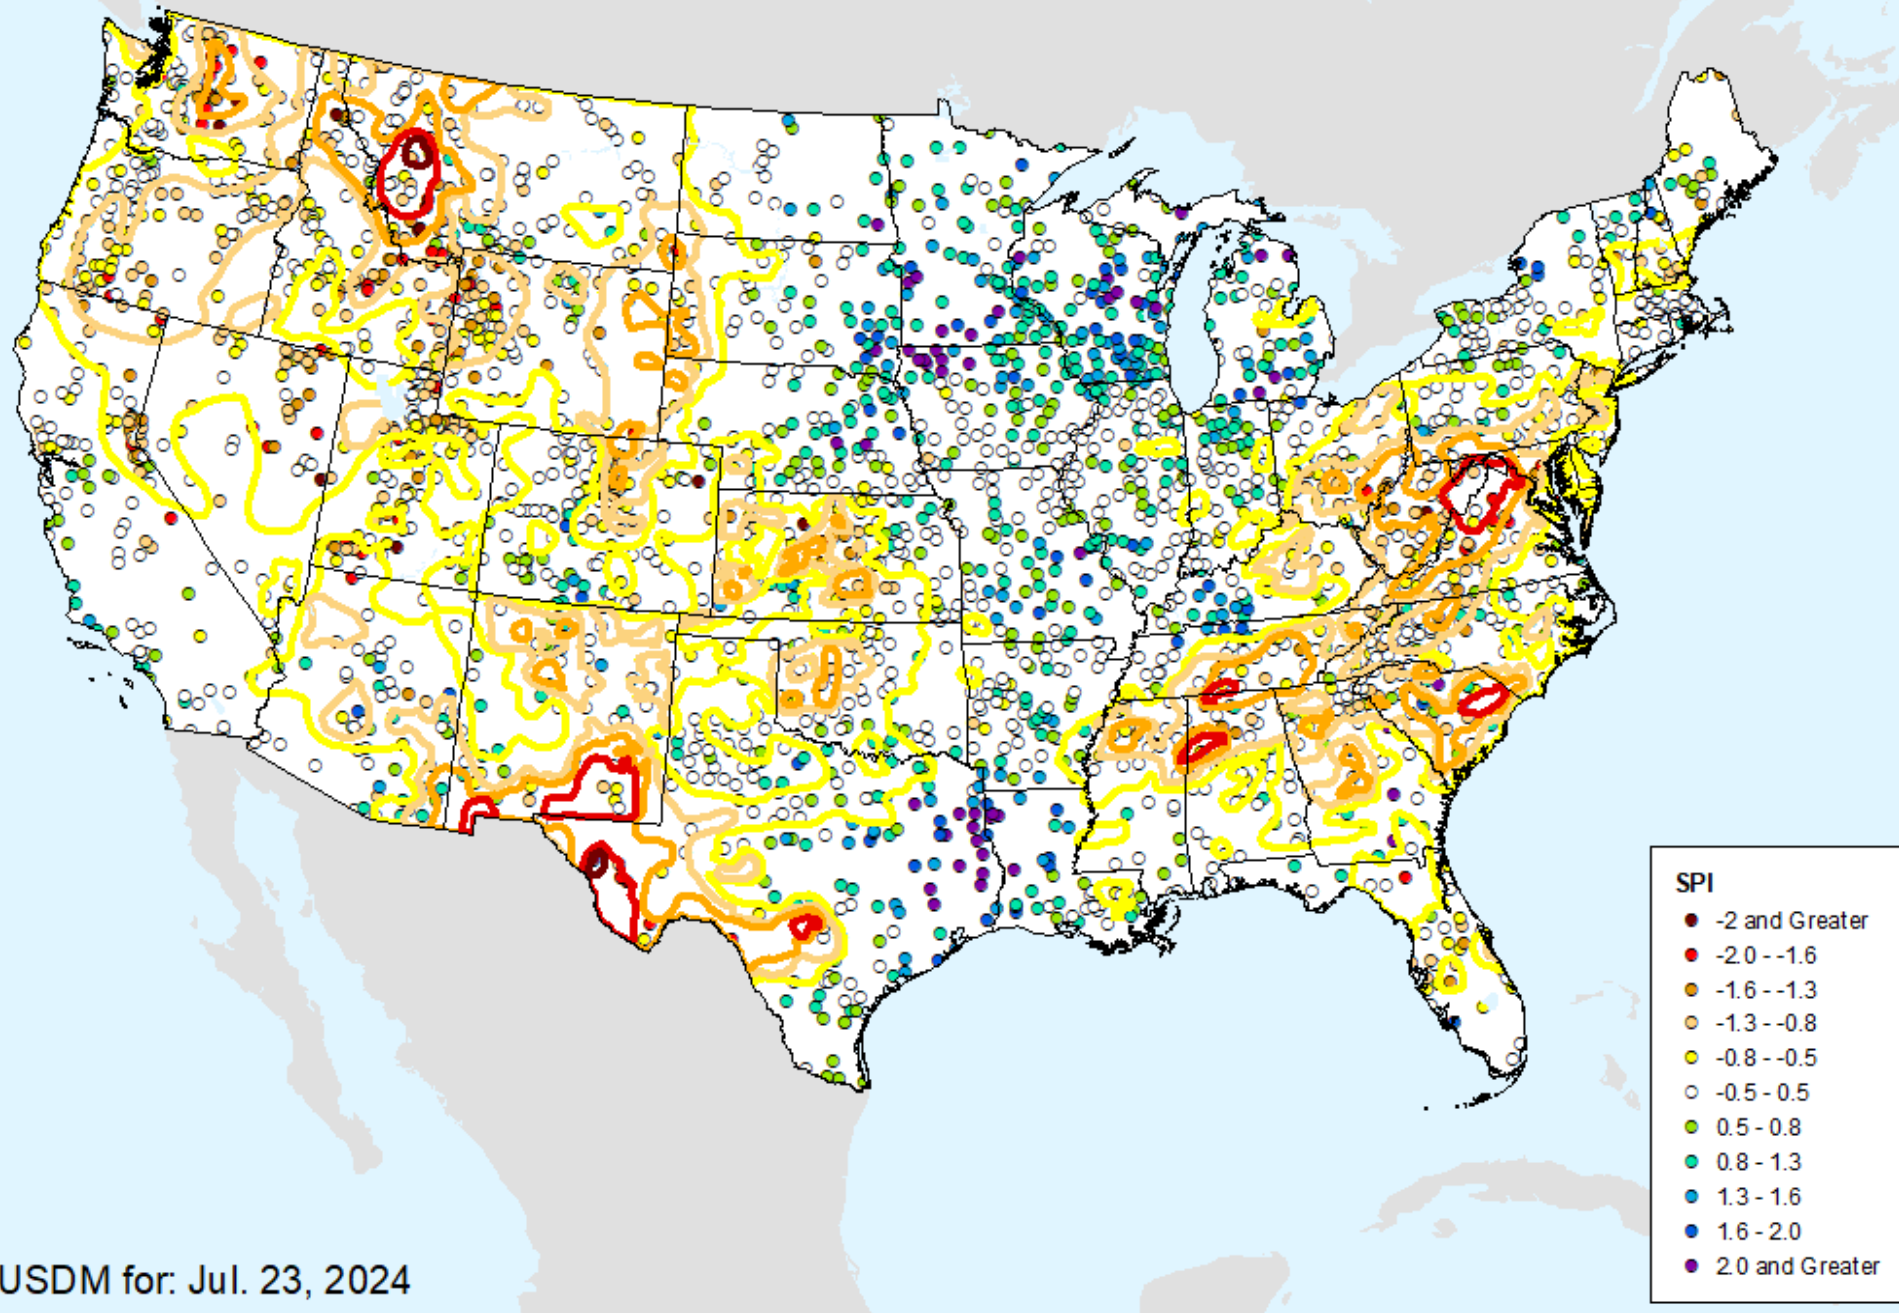 SPI
-2 and Greater
-2.0 - -1.6
-1.6 - -1.3
-1.3 - -0.8
-0.8 - -0.5
-0.5 - 0.5
0.5 - 0.8
0.8 - 1.3
1.3 - 1.6
1.6 - 2.0
2.0 and Greater
USDM for: Jul. 23, 2024